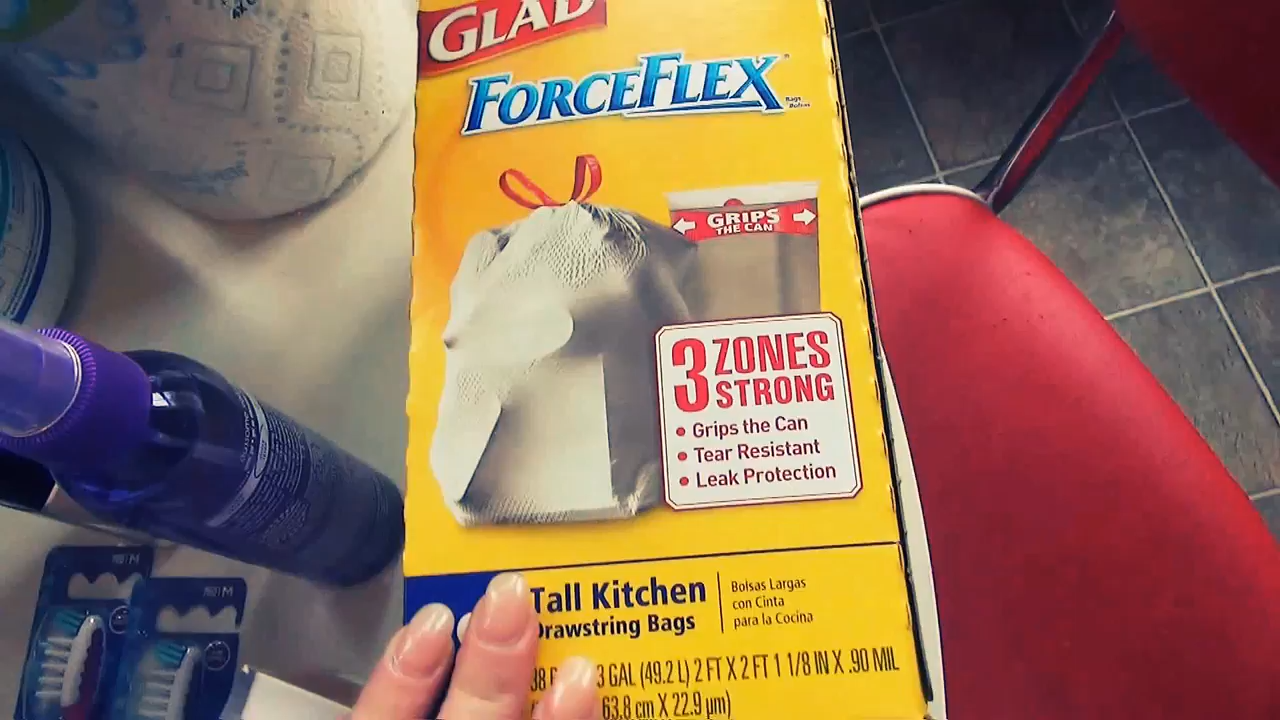 GLAD
FORCEFLEX
Bags
Bolsas
GRIPS
THE CAN
3 ZONES
STRONG
• Grips the Can
• Tear Resistant
• Leak Protection
Tall Kitchen
Drawstring Bags
Bolsas Largas
con Cinta
para la Cocina
3 GAL (49.2 L) 2 FT X 2 FT 1 1/8 IN X .90 MIL
63.8 cm X 22.9 µm)